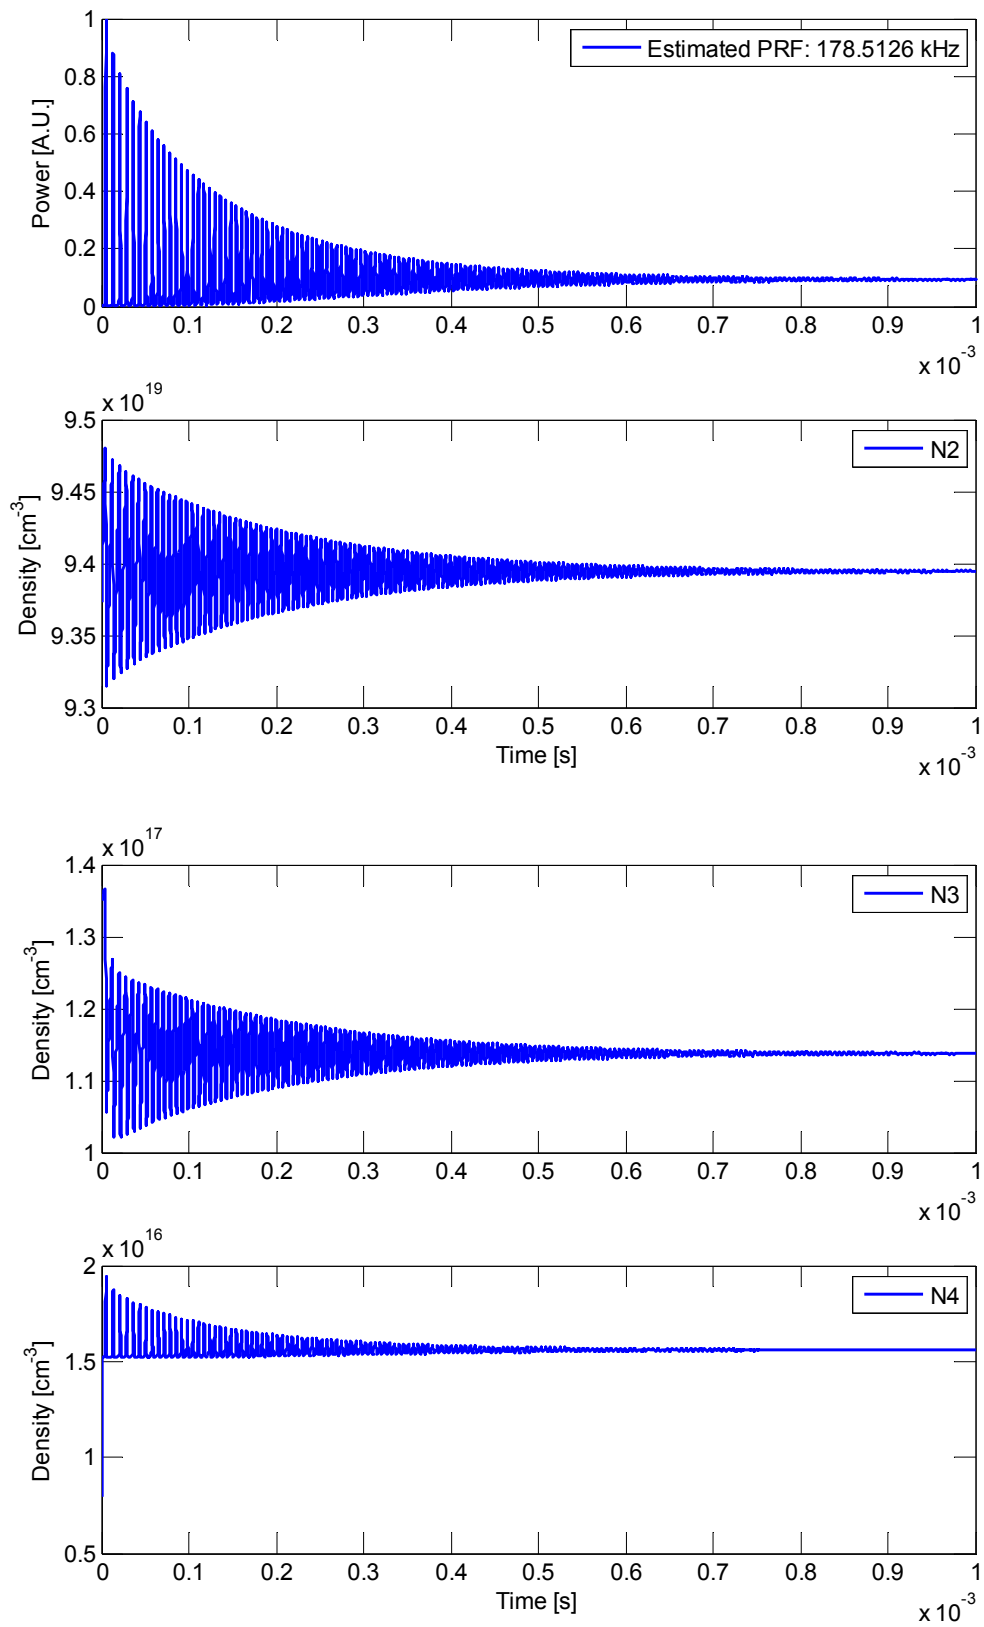 1
0.8
0.6
0.4
0.2
0
Power [A.U.]
Estimated PRF: 178.5126 kHz
0 0.1 0.2 0.3 0.4 0.5 0.6 0.7 0.8 0.9 1
x 10^-3
x 10^19
9.5
9.45
9.4
9.35
9.3
Density [cm^-3]
N2
0 0.1 0.2 0.3 0.4 0.5 0.6 0.7 0.8 0.9 1
Time [s]
x 10^-3
x 10^17
1.4
1.3
1.2
1.1
1
Density [cm^-3]
N3
0 0.1 0.2 0.3 0.4 0.5 0.6 0.7 0.8 0.9 1
x 10^-3
x 10^16
2
1.5
1
0.5
Density [cm^-3]
N4
0 0.1 0.2 0.3 0.4 0.5 0.6 0.7 0.8 0.9 1
Time [s]
x 10^-3